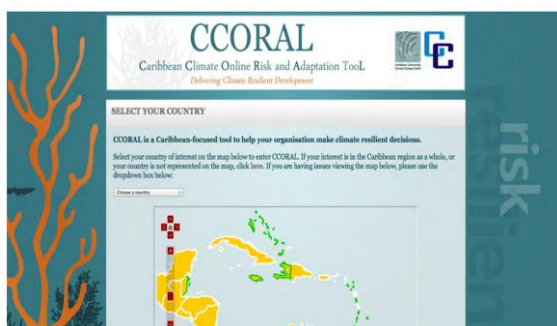 CCORAL
Caribbean Climate Online Risk and Adaptation TooL
Delivering Climate Resilient Development
SELECT YOUR COUNTRY
CCORAL is a Caribbean-focused tool to help your organisation make climate resilient decisions.
Select your country of interest on the map below to enter CCORAL. If your interest is in the Caribbean region as a whole, or
your country is not represented on the map, click here. If you are having issues viewing the map below, please use the
dropdown box below:
Choose a country
risk